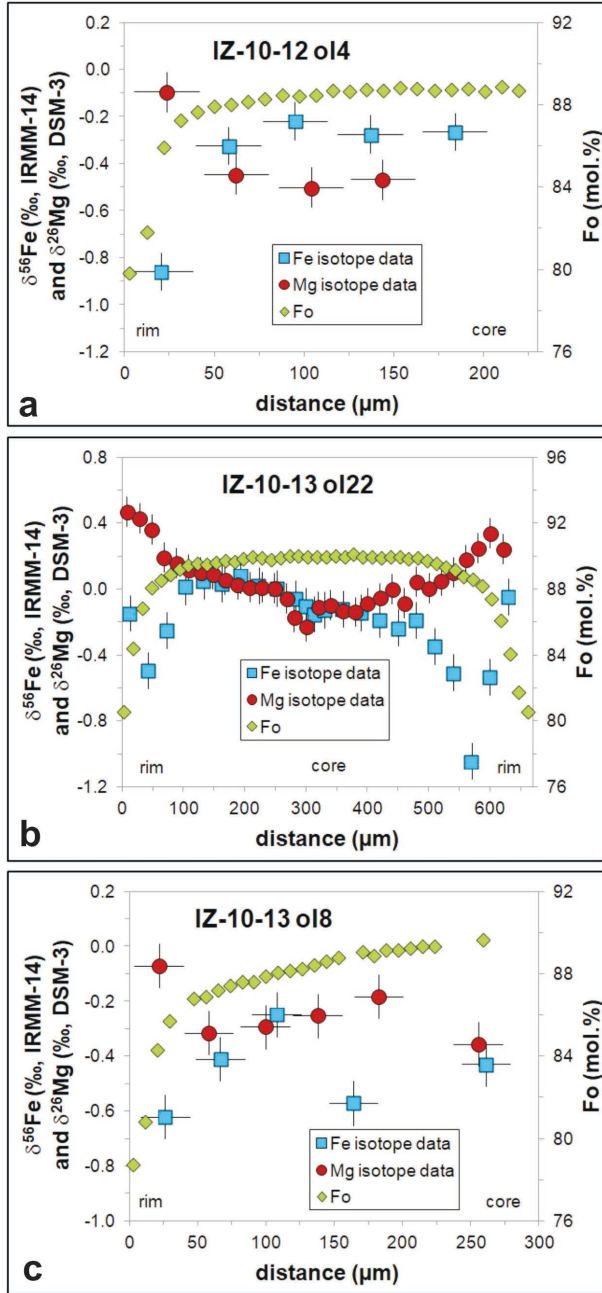 IZ-10-12 ol4
δ⁵⁶Fe (‰, IRMM-14)
and δ²⁶Mg (‰, DSM-3)
0.2
0.0
-0.2
-0.4
-0.6
-0.8
-1.0
-1.2
92
88
84
80
76
Fo (mol.%)
Fe isotope data
Mg isotope data
Fo
rim
core
0
50
100
150
200
distance (µm)
a
IZ-10-13 ol22
δ⁵⁶Fe (‰, IRMM-14)
and δ²⁶Mg (‰, DSM-3)
0.8
0.4
0.0
-0.4
-0.8
-1.2
96
92
88
84
80
76
Fo (mol.%)
Fe isotope data
Mg isotope data
Fo
rim
core
rim
0
100
200
300
400
500
600
distance (µm)
b
IZ-10-13 ol8
δ⁵⁶Fe (‰, IRMM-14)
and δ²⁶Mg (‰, DSM-3)
0.2
0.0
-0.2
-0.4
-0.6
-0.8
-1.0
92
88
84
80
76
Fo (mol.%)
Fe isotope data
Mg isotope data
Fo
rim
core
0
50
100
150
200
250
300
distance (µm)
c